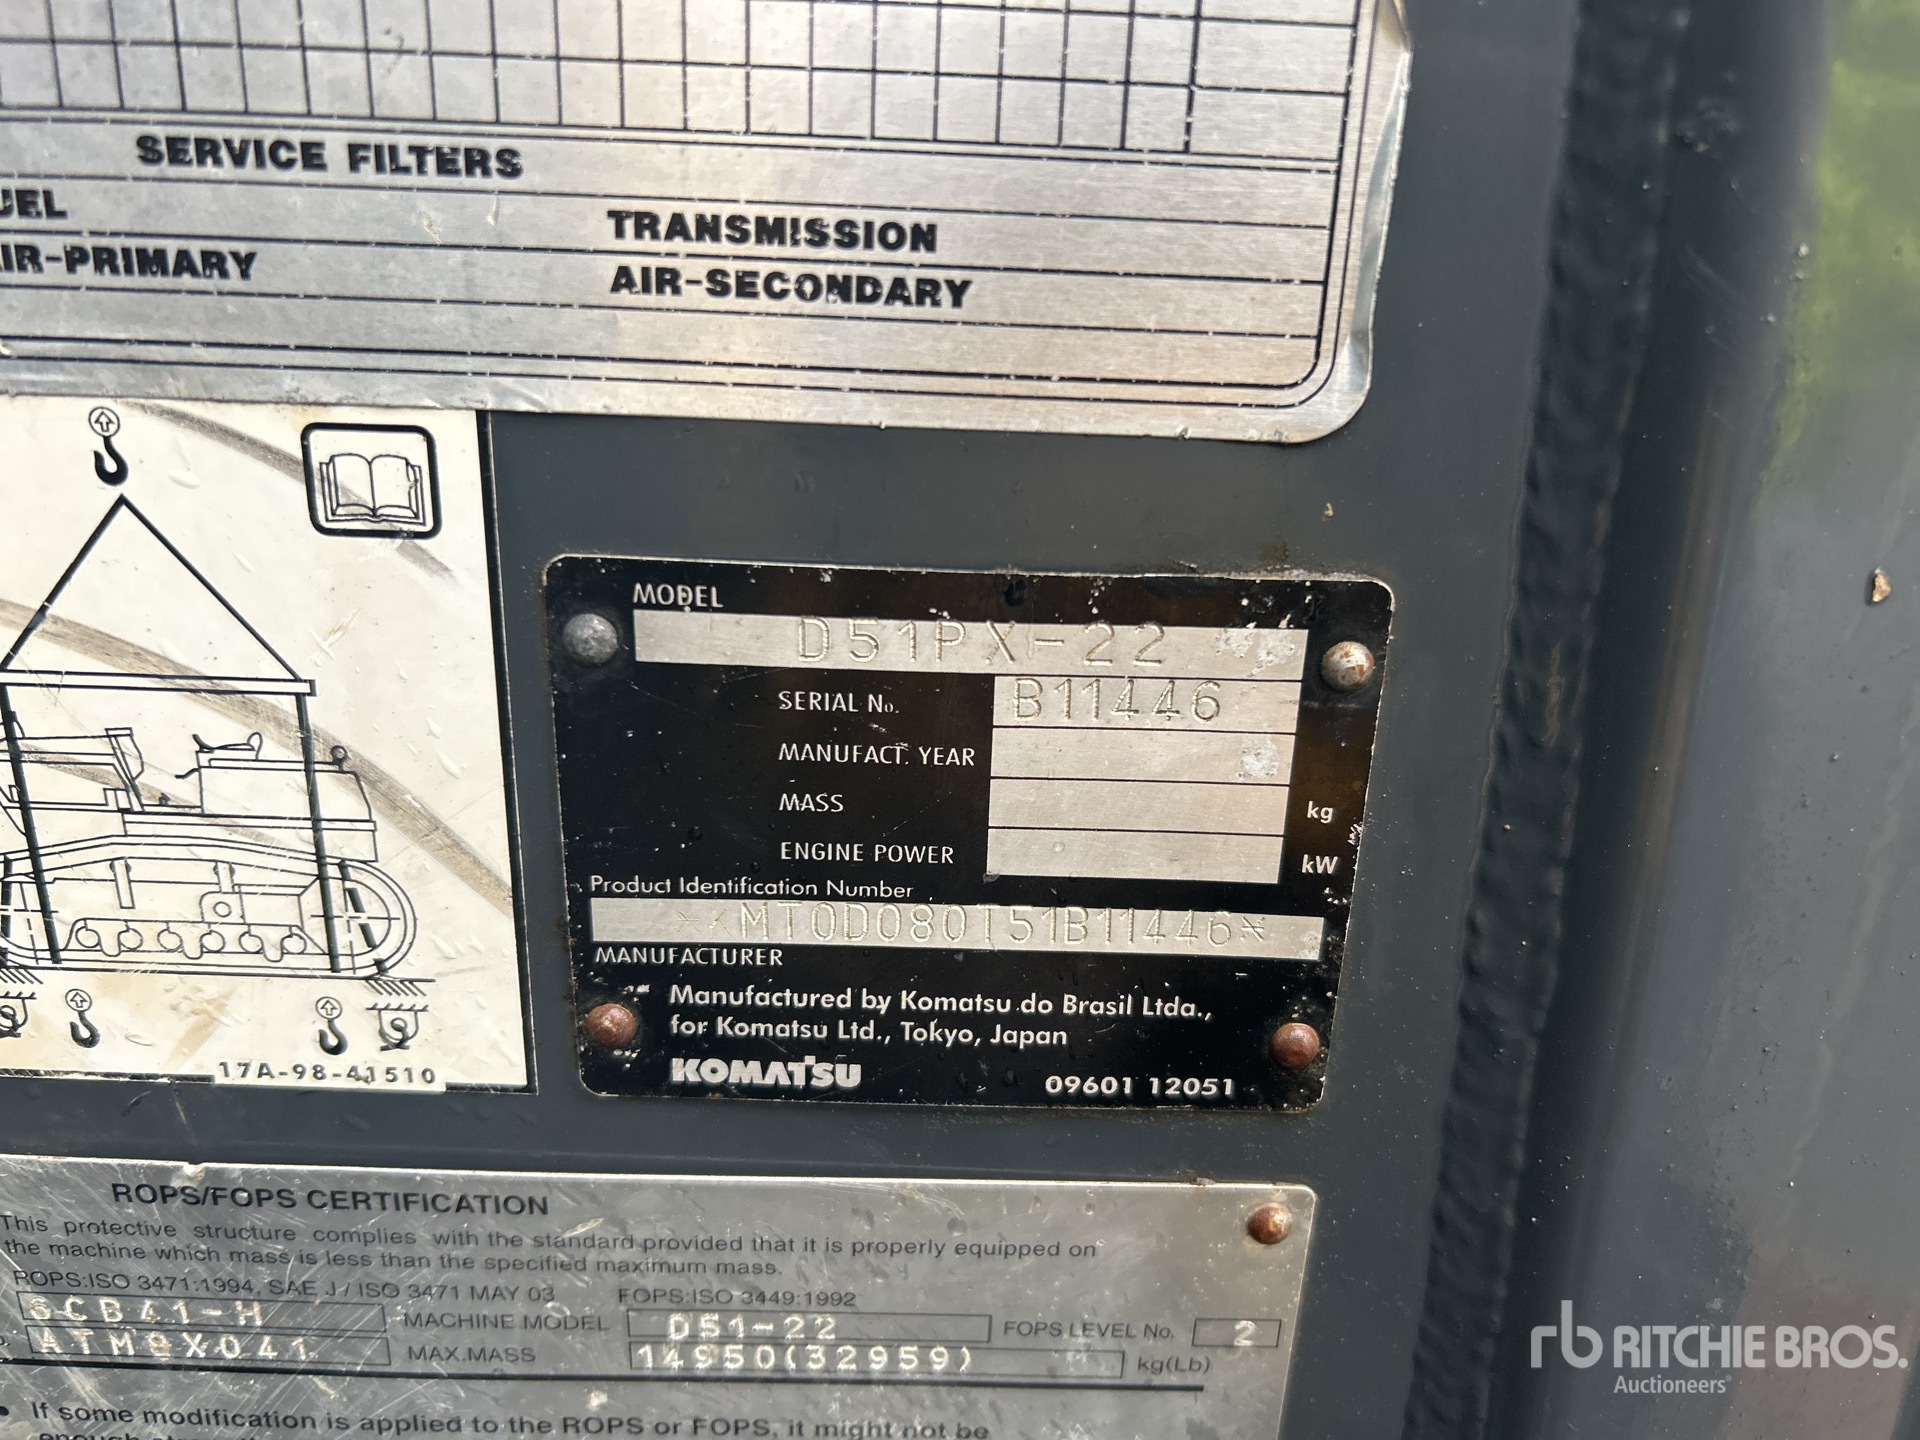 SERVICE FILTERS
UEL
TRANSMISSION
AIR-PRIMARY
AIR-SECONDARY
17A-98-41510
MODEL
D51PX-22
SERIAL No.
B11446
MANUFACT. YEAR
MASS
kg
ENGINE POWER
kW
Product Identification Number
**KMT0D080T51B11446*
MANUFACTURER
Manufactured by Komatsu do Brasil Ltda.,
for Komatsu Ltd., Tokyo, Japan
KOMATSU
09601 12051
ROPS/FOPS CERTIFICATION
This protective structure complies with the standard provided that it is properly equipped on
the machine which mass is less than the specified maximum mass.
ROPS:ISO 3471:1994, SAE J/ISO 3471 MAY 03 FOPS:ISO 3449:1992
MACHINE MODEL D51-22 FOPS LEVEL No. 2
MAX.MASS 14950(32959) kg(Lb)
• If some modification is applied to the ROPS or FOPS, it might not be
rb RITCHIE BROS.
Auctioneers